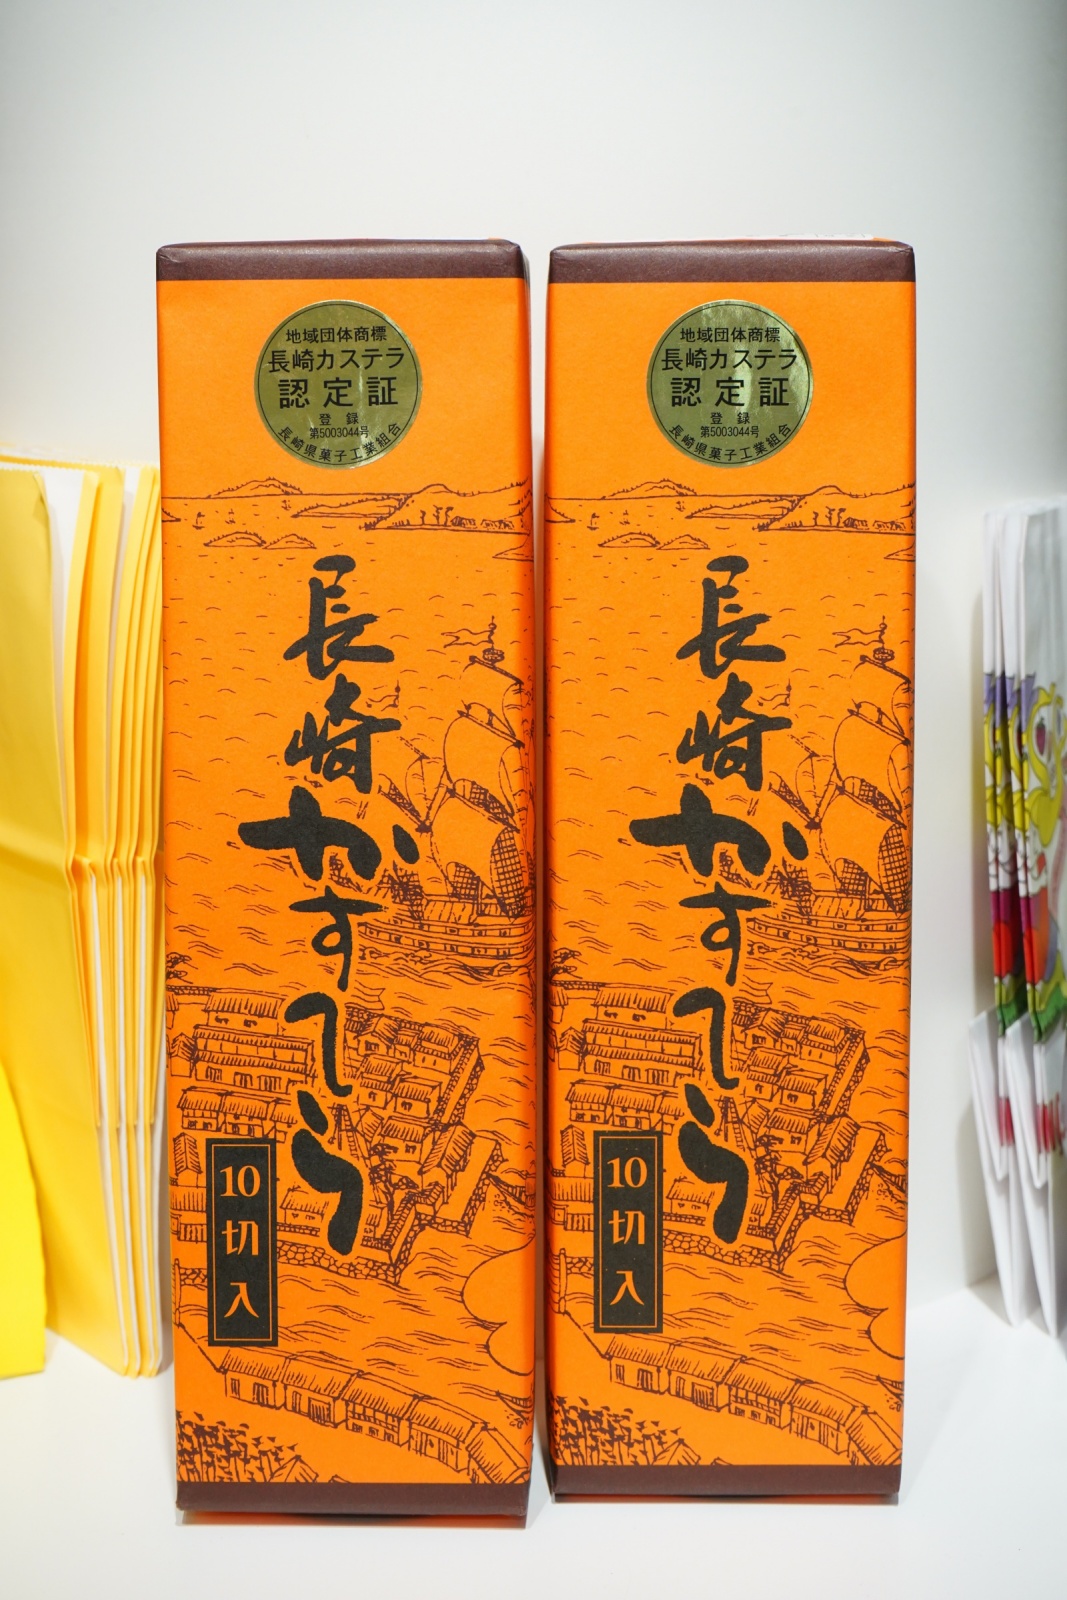 地域団体商標
長崎カステラ
認定証
登録
第5003044号
長崎県菓子工業組合
長崎かすてら
10切入
地域団体商標
長崎カステラ
認定証
登録
第5003044号
長崎県菓子工業組合
長崎かすてら
10切入